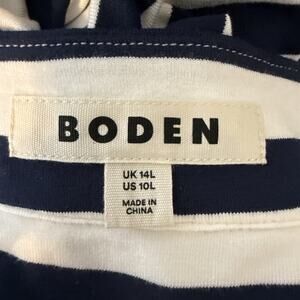 BODEN
UK 14L
US 10L
MADE IN
CHINA